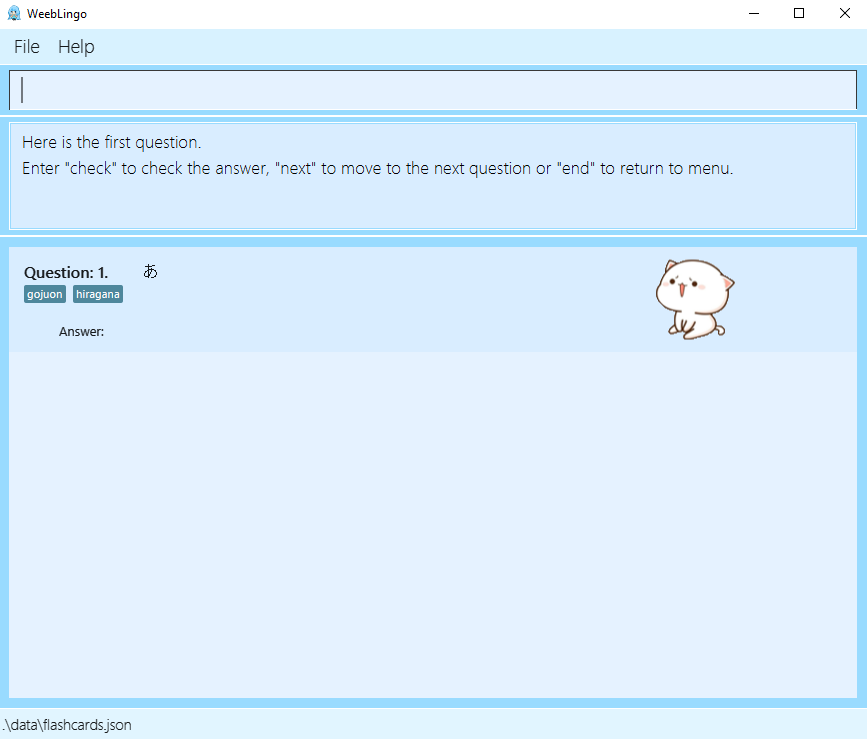 WeebLingo
File Help
Here is the first question.
Enter "check" to check the answer, "next" to move to the next question or "end" to return to menu.
Question: 1. あ
gojuon hiragana
Answer:
.\data\flashcards.json